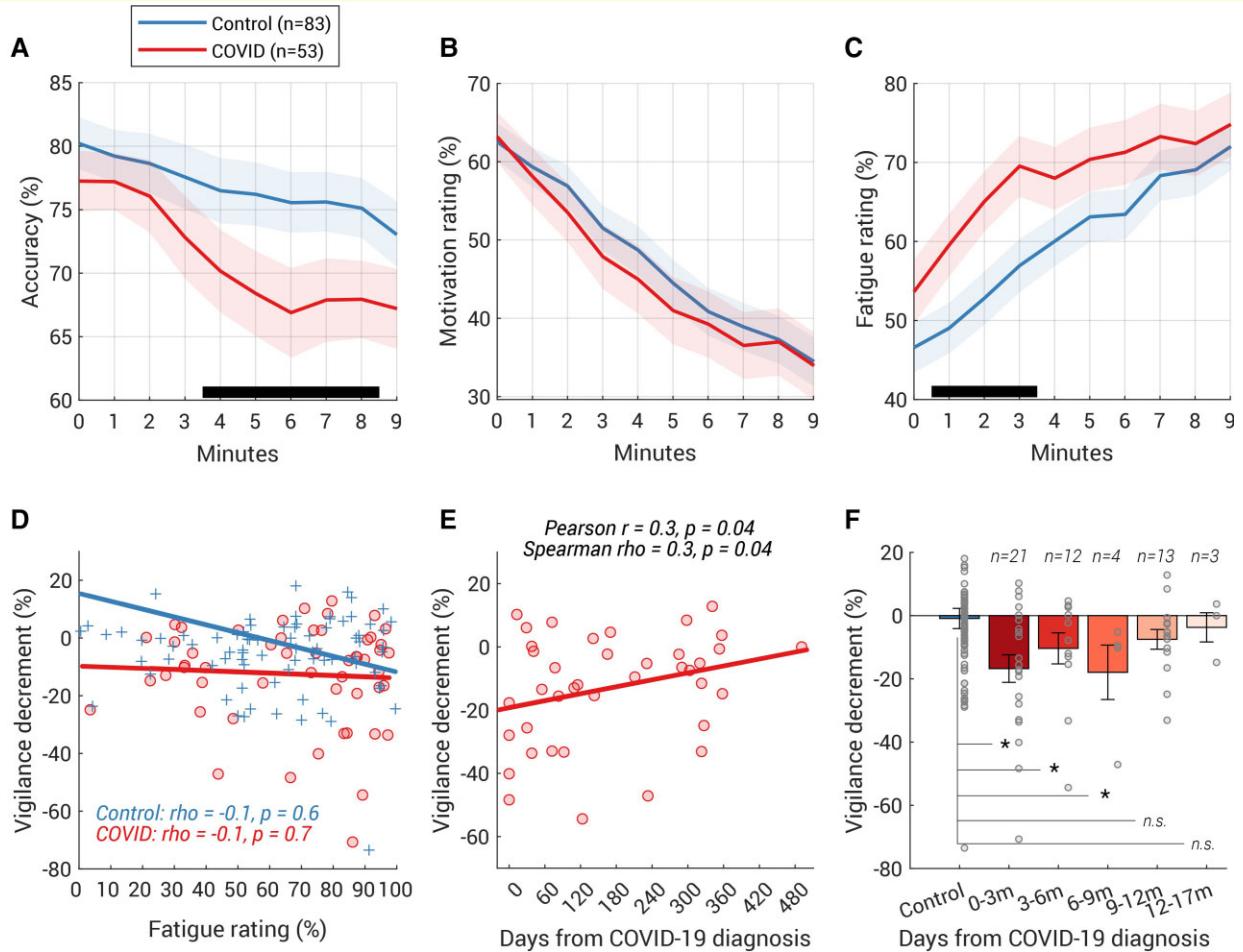 Control (n=83)
COVID (n=53)
A
B
C
85
80
75
70
65
60
Accuracy (%)
0 1 2 3 4 5 6 7 8 9
Minutes
70
60
50
40
30
Motivation rating (%)
0 1 2 3 4 5 6 7 8 9
Minutes
80
70
60
50
40
Fatigue rating (%)
0 1 2 3 4 5 6 7 8 9
Minutes
D
20
0
-20
-40
-60
-80
Vigilance decrement (%)
Control: rho = -0.1, p = 0.6
COVID: rho = -0.1, p = 0.7
0 10 20 30 40 50 60 70 80 90 100
Fatigue rating (%)
E
Pearson r = 0.3, p = 0.04
Spearman rho = 0.3, p = 0.04
20
0
-20
-40
-60
Vigilance decrement (%)
0 60 120 180 240 300 360 420 480
Days from COVID-19 diagnosis
F
20
0
-20
-40
-60
-80
Vigilance decrement (%)
n=21 n=12 n=4 n=13 n=3
*
*
*
n.s.
n.s.
Control 0-3m 3-6m 6-9m 9-12m 12-17m
Days from COVID-19 diagnosis